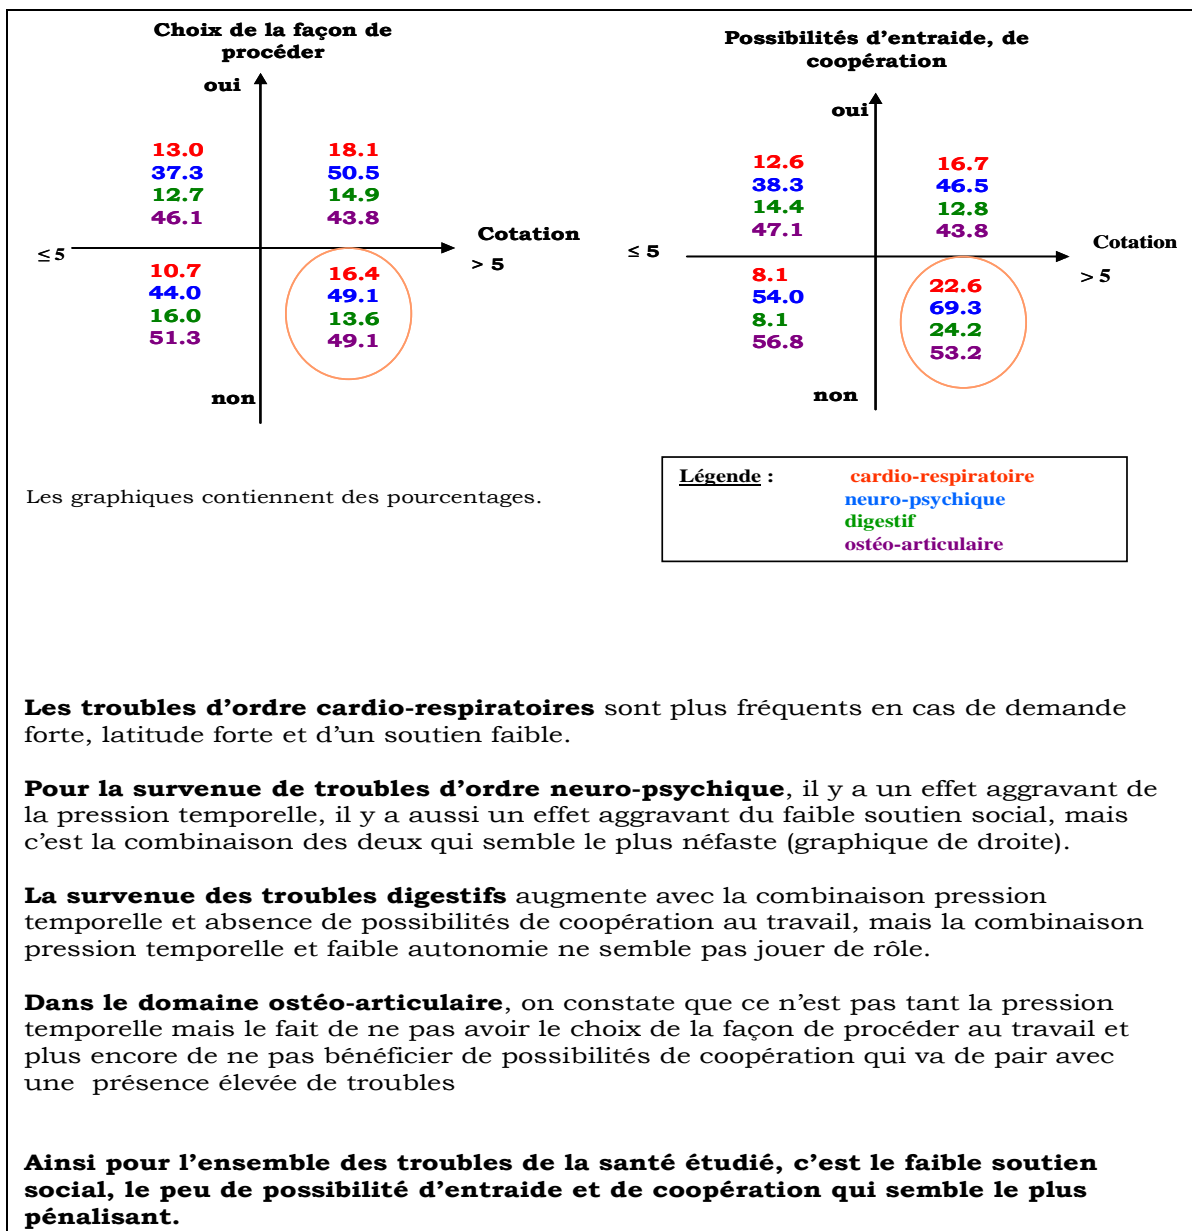 Choix de la façon de
procéder
oui
13.0
37.3
12.7
46.1
18.1
50.5
14.9
43.8
≤ 5
Cotation
> 5
10.7
44.0
16.0
51.3
16.4
49.1
13.6
49.1
non
Possibilités d’entraide, de
coopération
oui
12.6
38.3
14.4
47.1
16.7
46.5
12.8
43.8
≤ 5
Cotation
> 5
8.1
54.0
8.1
56.8
22.6
69.3
24.2
53.2
non
Les graphiques contiennent des pourcentages.
Légende : cardio-respiratoire
neuro-psychique
digestif
ostéo-articulaire
Les troubles d’ordre cardio-respiratoires sont plus fréquents en cas de demande
forte, latitude forte et d’un soutien faible.
Pour la survenue de troubles d’ordre neuro-psychique, il y a un effet aggravant de
la pression temporelle, il y a aussi un effet aggravant du faible soutien social, mais
c’est la combinaison des deux qui semble le plus néfaste (graphique de droite).
La survenue des troubles digestifs augmente avec la combinaison pression
temporelle et absence de possibilités de coopération au travail, mais la combinaison
pression temporelle et faible autonomie ne semble pas jouer de rôle.
Dans le domaine ostéo-articulaire, on constate que ce n’est pas tant la pression
temporelle mais le fait de ne pas avoir le choix de la façon de procéder au travail et
plus encore de ne pas bénéficier de possibilités de coopération qui va de pair avec
une présence élevée de troubles
Ainsi pour l’ensemble des troubles de la santé étudié, c’est le faible soutien
social, le peu de possibilité d’entraide et de coopération qui semble le plus
pénalisant.